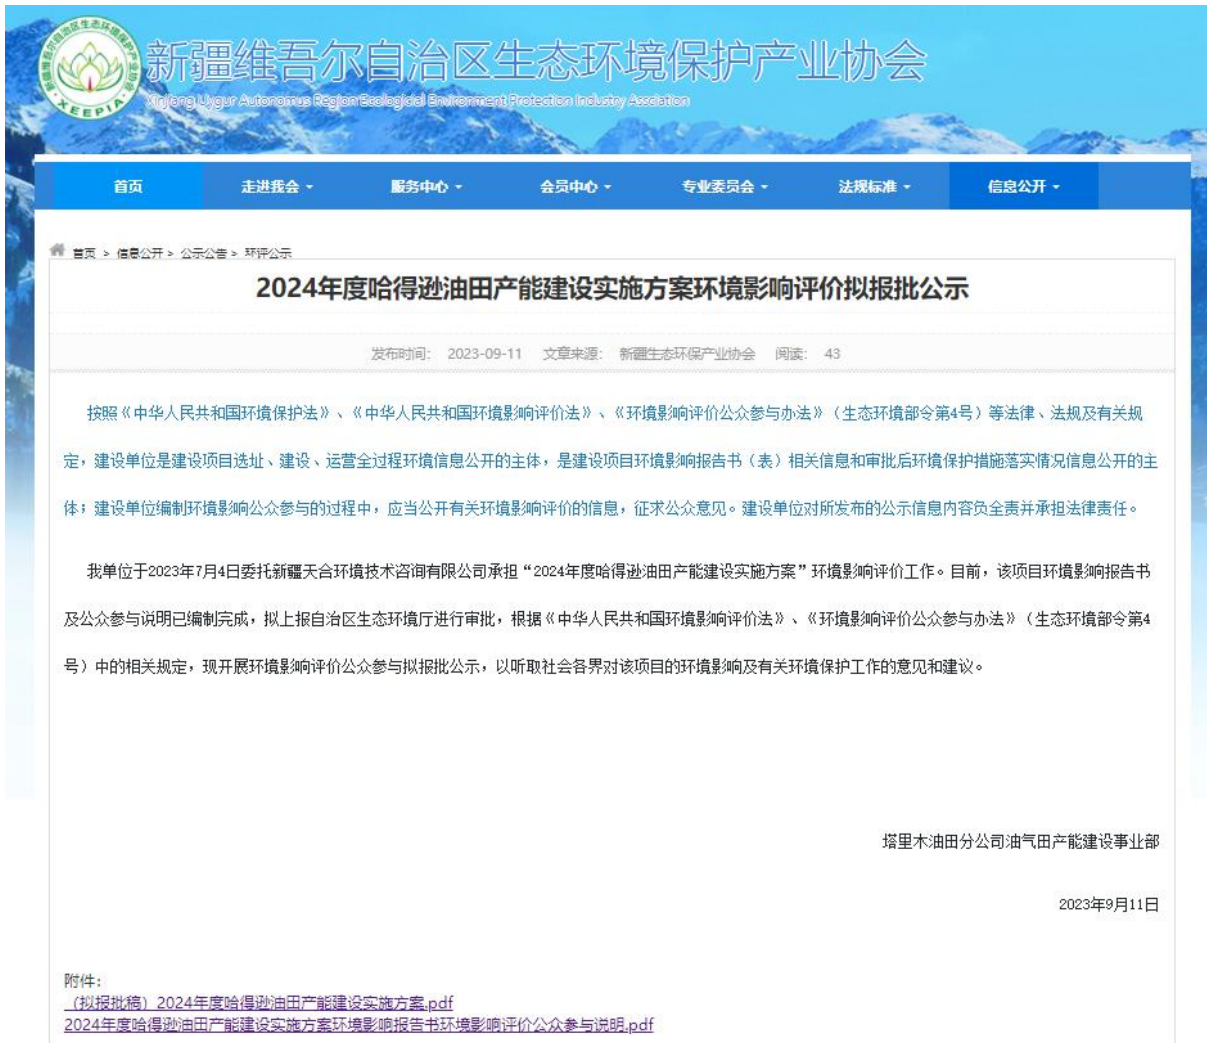 新疆维吾尔自治区生态环境保护产业协会
Xinjiang Uygur Autonomus Region Ecologicial Environment Protection Industry Assciation
XEEPIA
首页 走进我会 服务中心 会员中心 专业委员会 法规标准 信息公开
首页 > 信息公开 > 公示公告 > 环评公示
2024年度哈得逊油田产能建设实施方案环境影响评价拟报批公示
发布时间: 2023-09-11 文章来源: 新疆生态环保产业协会 阅读: 43
按照《中华人民共和国环境保护法》、《中华人民共和国环境影响评价法》、《环境影响评价公众参与办法》（生态环境部令第4号）等法律、法规及有关规
定，建设单位是建设项目选址、建设、运营全过程环境信息公开的主体，是建设项目环境影响报告书（表）相关信息和审批后环境保护措施落实情况信息公开的主
体；建设单位编制环境影响公众参与的过程中，应当公开有关环境影响评价的信息，征求公众意见。建设单位对所发布的公示信息内容负全责并承担法律责任。
我单位于2023年7月4日委托新疆天合环境技术咨询有限公司承担“2024年度哈得逊油田产能建设实施方案”环境影响评价工作。目前，该项目环境影响报告书
及公众参与说明已编制完成，拟上报自治区生态环境厅进行审批，根据《中华人民共和国环境影响评价法》、《环境影响评价公众参与办法》（生态环境部令第4
号）中的相关规定，现开展环境影响评价公众参与拟报批公示，以听取社会各界对该项目的环境影响及有关环境保护工作的意见和建议。
塔里木油田分公司油气田产能建设事业部
2023年9月11日
附件:
（拟报批稿）2024年度哈得逊油田产能建设实施方案.pdf
2024年度哈得逊油田产能建设实施方案环境影响报告书环境影响评价公众参与说明.pdf